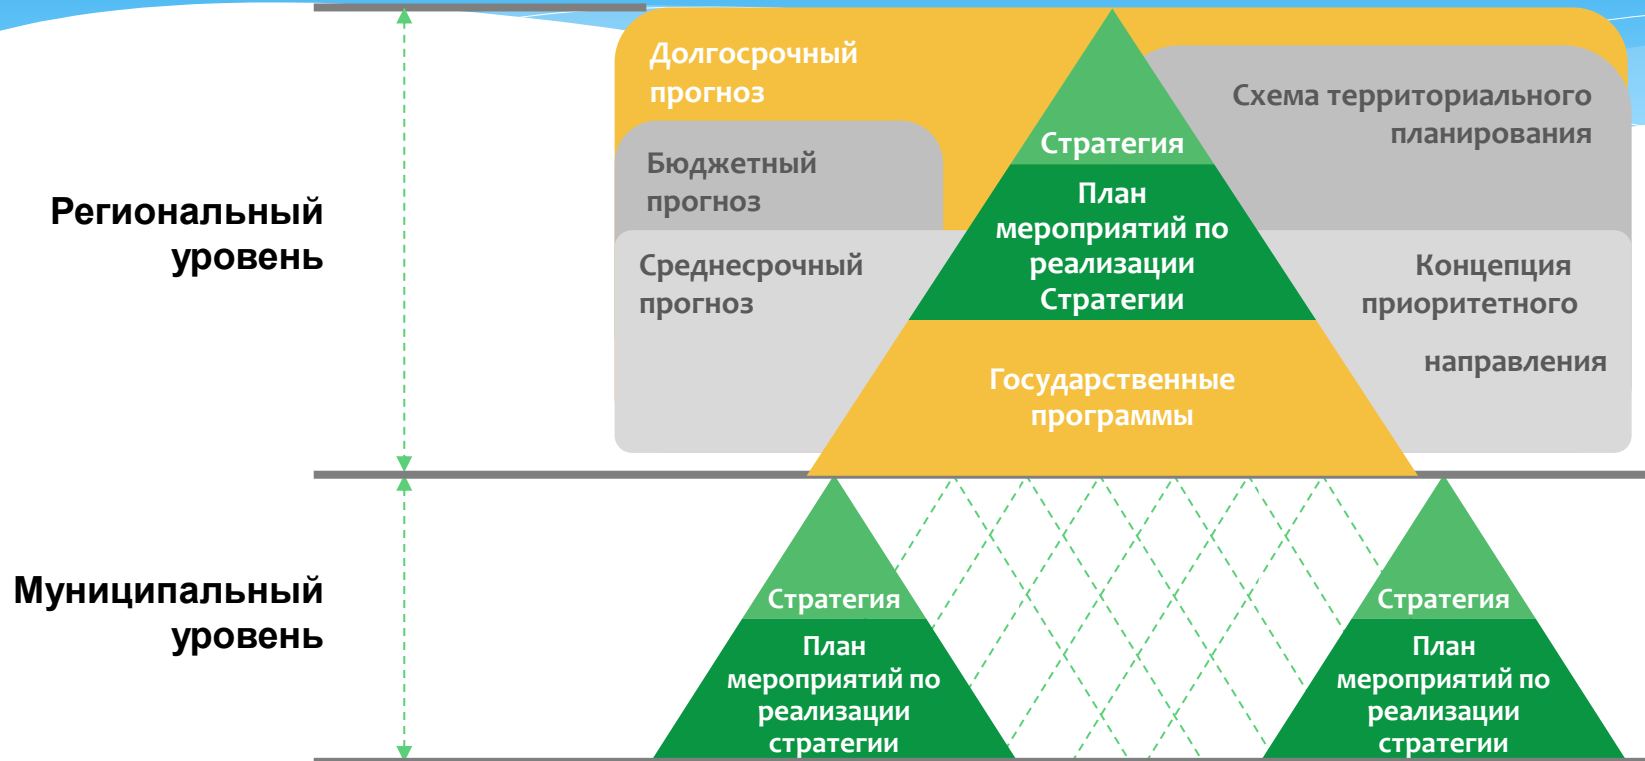 Долгосрочный
прогноз
Схема территориального
планирования
Стратегия
Бюджетный
прогноз
План
мероприятий по
реализации
Стратегии
Региональный
уровень
Среднесрочный
прогноз
Концепция
приоритетного
направления
Государственные
программы
Муниципальный
уровень
Стратегия
План
мероприятий по
реализации
стратегии
Стратегия
План
мероприятий по
реализации
стратегии